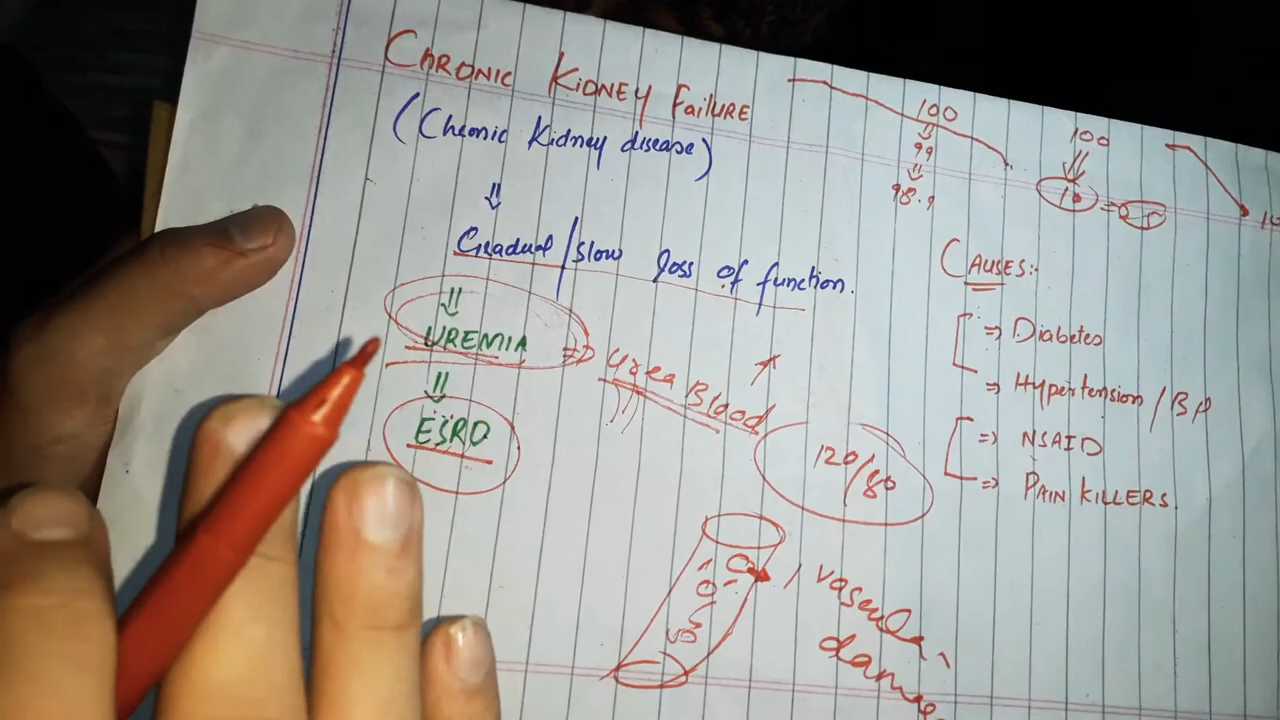 CHRONIC KIDNEY FAILURE
(Chronic Kidney disease)
⇓
Gradual/slow loss of function.
⇓
UREMIA ⇒ Urea Blood ↑
⇓
ESRD
100
⇓
99
⇓
98.9
100
⇓
10 =
CAUSES:-
⇒ Diabetes
⇒ Hypertension/BP
⇒ NSAID
⇒ PAIN KILLERS.
120/80
vascular
damage